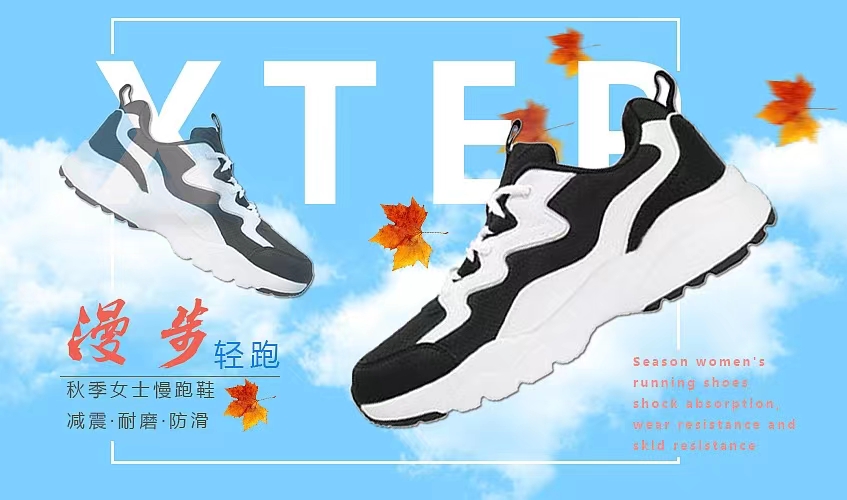 XTEP
漫步轻跑
秋季女士慢跑鞋
减震·耐磨·防滑
Season women's
running shoes
shock absorption,
wear resistance and
skid resistance